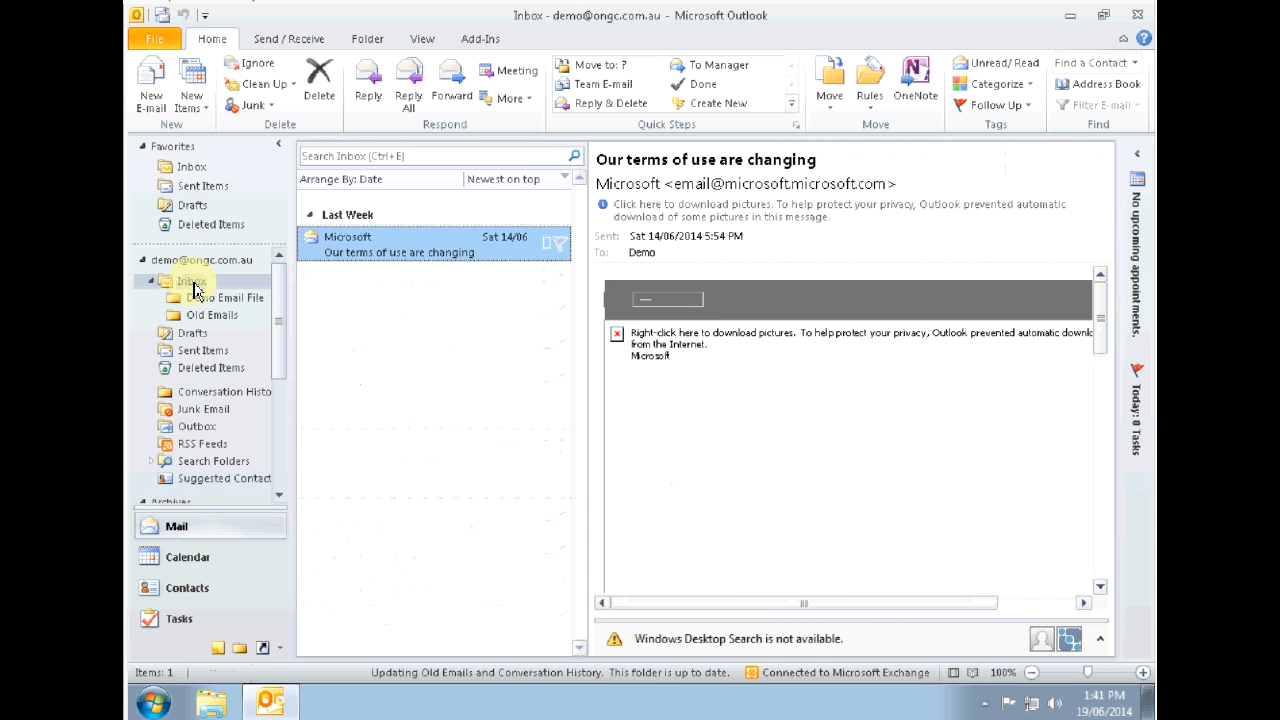 Inbox - demo@ongc.com.au - Microsoft Outlook
File Home Send / Receive Folder View Add-Ins
New E-mail
New Items
New
Ignore
Clean Up
Junk
Delete
Delete
Reply
Reply All
Forward
Meeting
More
Respond
Move to: ?
Team E-mail
Reply & Delete
To Manager
Done
Create New
Quick Steps
Move
Rules
OneNote
Move
Unread/ Read
Categorize
Follow Up
Tags
Find a Contact
Address Book
Filter E-mail
Find
Favorites
Inbox
Sent Items
Drafts
Deleted Items
demo@ongc.com.au
Inbox
Demo Email File
Old Emails
Drafts
Sent Items
Deleted Items
Conversation Histo
Junk Email
Outbox
RSS Feeds
Search Folders
Suggested Contact
Archives
Mail
Calendar
Contacts
Tasks
Search Inbox (Ctrl+E)
Arrange By: Date Newest on top
Last Week
Microsoft Sat 14/06
Our terms of use are changing
Our terms of use are changing
Microsoft <email@microsoft.microsoft.com>
Click here to download pictures. To help protect your privacy, Outlook prevented automatic
download of some pictures in this message.
Sent: Sat 14/06/2014 5:54 PM
To: Demo
Right-click here to download pictures. To help protect your privacy, Outlook prevented automatic downlo
from the Internet.
Microsoft
Windows Desktop Search is not available.
No upcoming appointments.
Today: 0 Tasks
Items: 1 Updating Old Emails and Conversation History. This folder is up to date. Connected to Microsoft Exchange 100%
1:41 PM
19/06/2014